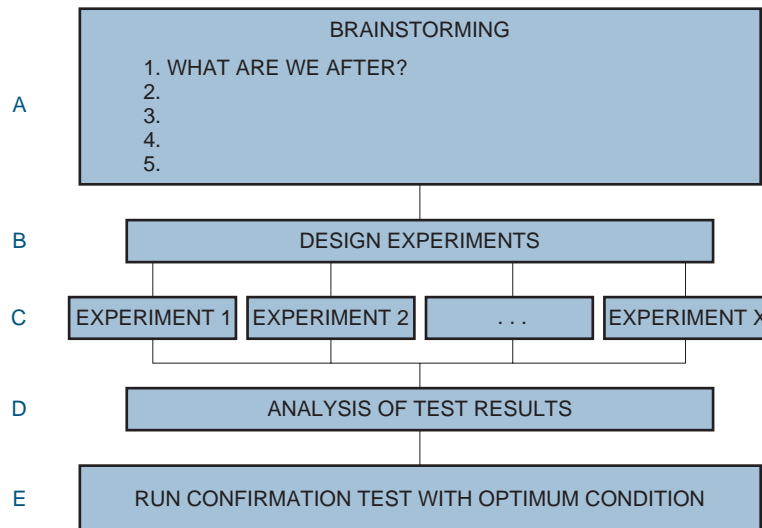 BRAINSTORMING
1. WHAT ARE WE AFTER?
2.
3.
4.
5.
A
B
DESIGN EXPERIMENTS
C
EXPERIMENT 1
EXPERIMENT 2
. . .
EXPERIMENT X
D
ANALYSIS OF TEST RESULTS
E
RUN CONFIRMATION TEST WITH OPTIMUM CONDITION